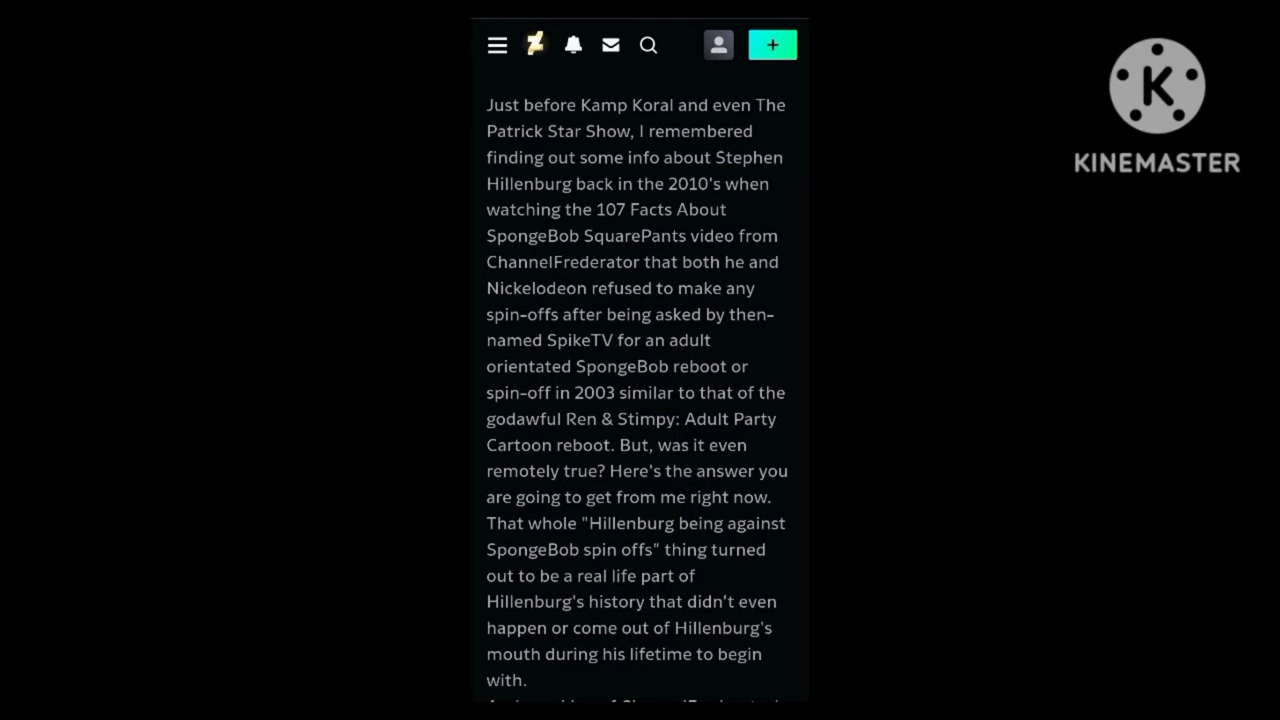 Just before Kamp Koral and even The
Patrick Star Show, I remembered
finding out some info about Stephen
Hillenburg back in the 2010's when
watching the 107 Facts About
SpongeBob SquarePants video from
ChannelFrederator that both he and
Nickelodeon refused to make any
spin-offs after being asked by then-
named SpikeTV for an adult
orientated SpongeBob reboot or
spin-off in 2003 similar to that of the
godawful Ren & Stimpy: Adult Party
Cartoon reboot. But, was it even
remotely true? Here's the answer you
are going to get from me right now.
That whole "Hillenburg being against
SpongeBob spin offs" thing turned
out to be a real life part of
Hillenburg's history that didn't even
happen or come out of Hillenburg's
mouth during his lifetime to begin
with.
K
KINEMASTER